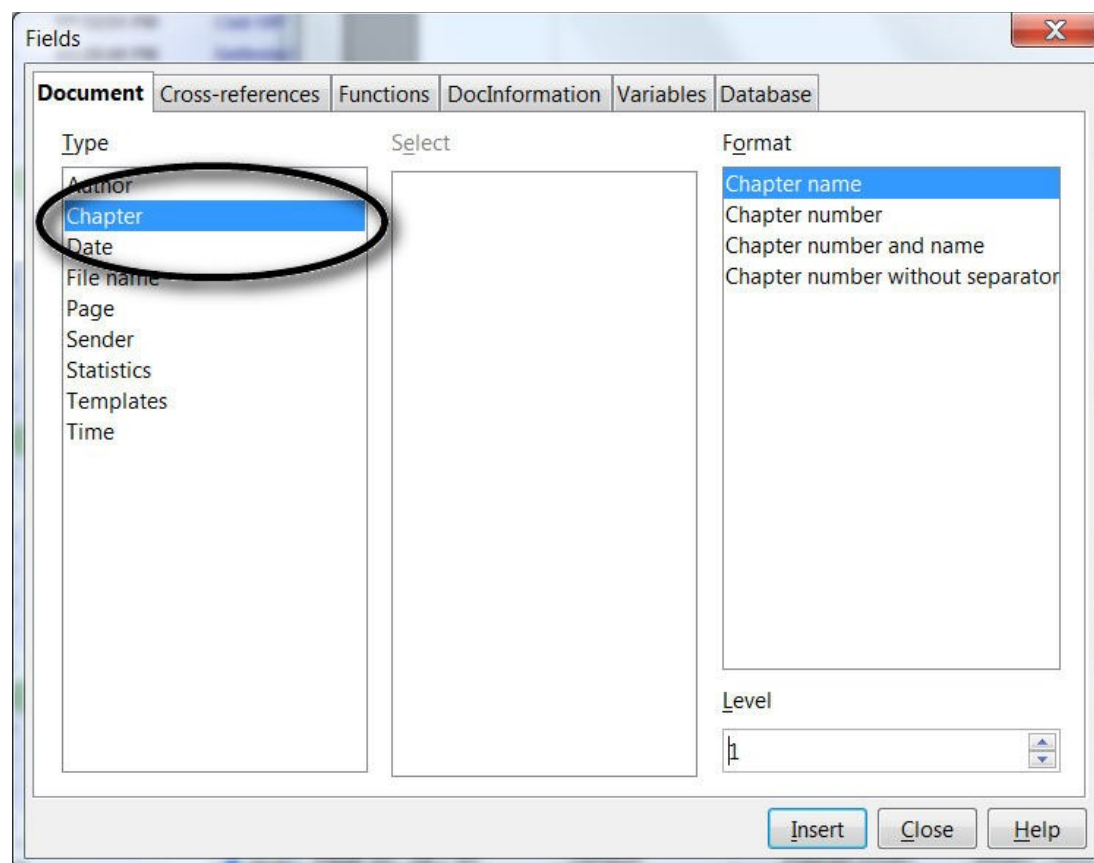 Fields
X
Document Cross-references Functions DocInformation Variables Database
Type
Author
Chapter
Date
File name
Page
Sender
Statistics
Templates
Time
Select
Format
Chapter name
Chapter number
Chapter number and name
Chapter number without separator
Level
1
Insert Close Help